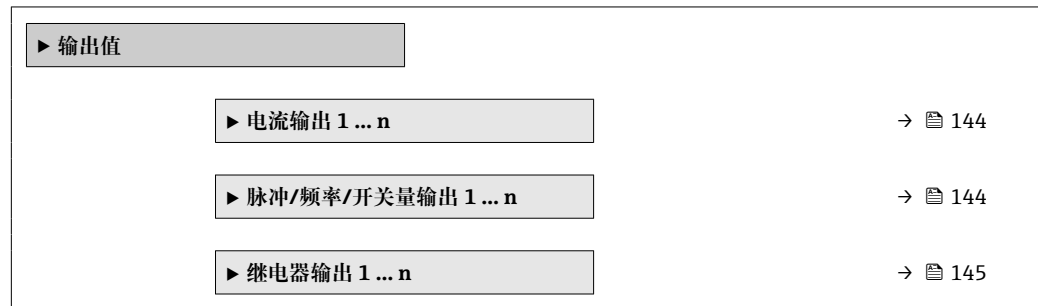 ▶ 输出值
▶ 电流输出 1 ... n → 🖹 144
▶ 脉冲/频率/开关量输出 1 ... n → 🖹 144
▶ 继电器输出 1 ... n → 🖹 145